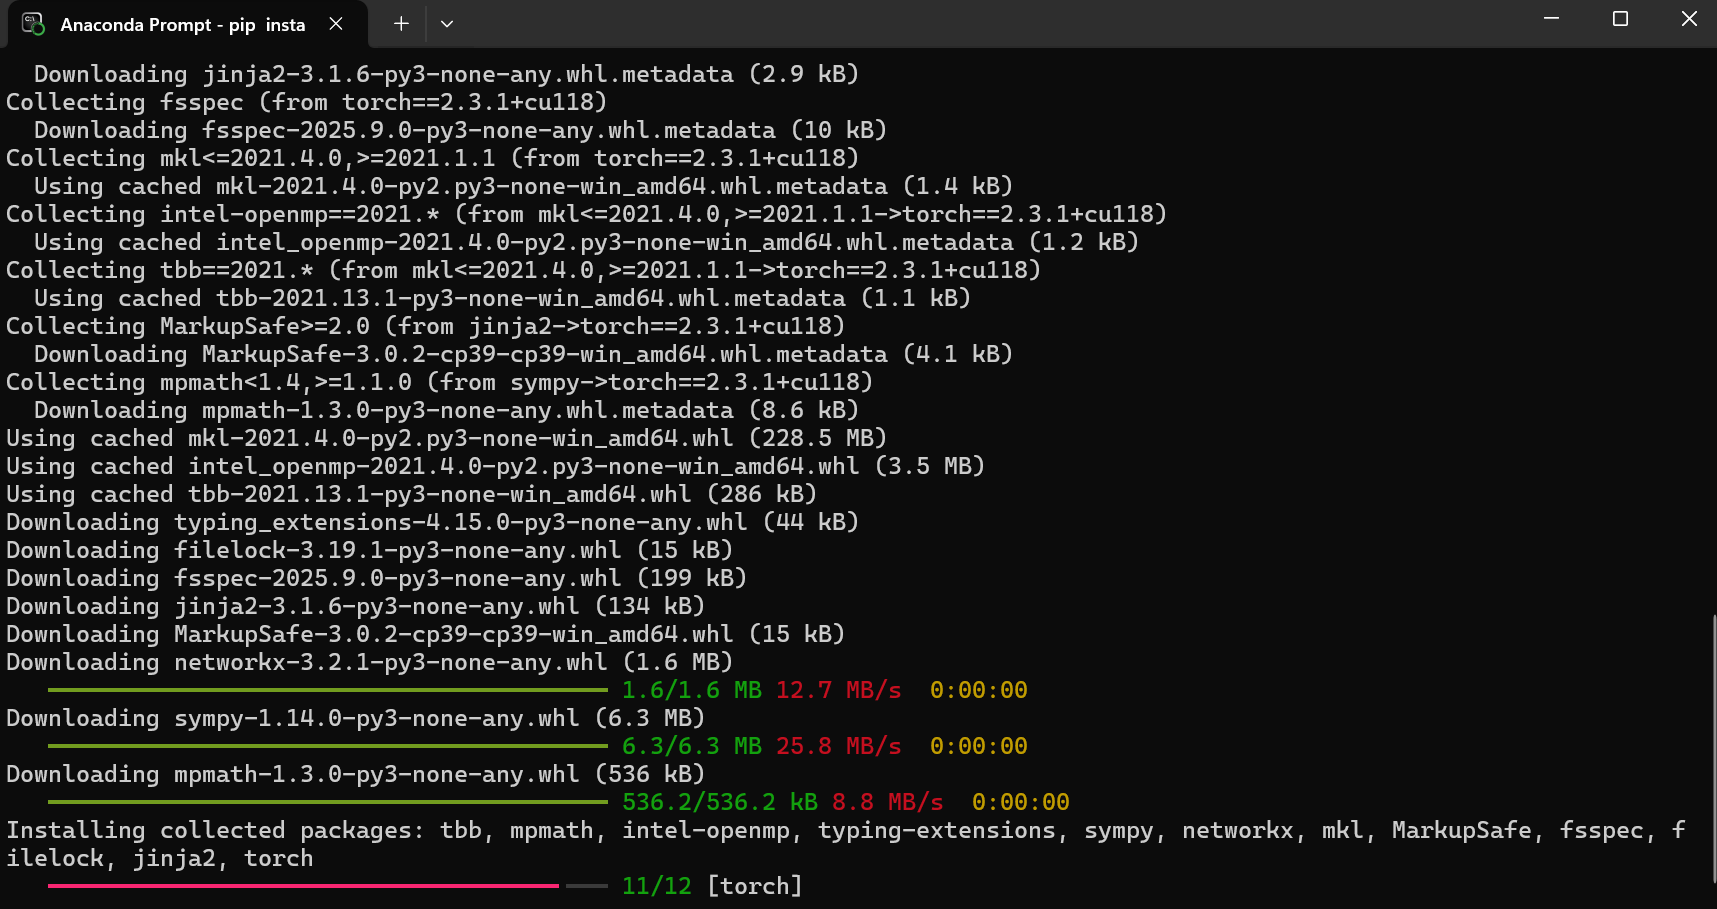 Anaconda Prompt - pip  insta
  Downloading jinja2-3.1.6-py3-none-any.whl.metadata (2.9 kB)
Collecting fsspec (from torch==2.3.1+cu118)
  Downloading fsspec-2025.9.0-py3-none-any.whl.metadata (10 kB)
Collecting mkl<=2021.4.0,>=2021.1.1 (from torch==2.3.1+cu118)
  Using cached mkl-2021.4.0-py2.py3-none-win_amd64.whl.metadata (1.4 kB)
Collecting intel-openmp==2021.* (from mkl<=2021.4.0,>=2021.1.1->torch==2.3.1+cu118)
  Using cached intel_openmp-2021.4.0-py2.py3-none-win_amd64.whl.metadata (1.2 kB)
Collecting tbb==2021.* (from mkl<=2021.4.0,>=2021.1.1->torch==2.3.1+cu118)
  Using cached tbb-2021.13.1-py3-none-win_amd64.whl.metadata (1.1 kB)
Collecting MarkupSafe>=2.0 (from jinja2->torch==2.3.1+cu118)
  Downloading MarkupSafe-3.0.2-cp39-cp39-win_amd64.whl.metadata (4.1 kB)
Collecting mpmath<1.4,>=1.1.0 (from sympy->torch==2.3.1+cu118)
  Downloading mpmath-1.3.0-py3-none-any.whl.metadata (8.6 kB)
Using cached mkl-2021.4.0-py2.py3-none-win_amd64.whl (228.5 MB)
Using cached intel_openmp-2021.4.0-py2.py3-none-win_amd64.whl (3.5 MB)
Using cached tbb-2021.13.1-py3-none-win_amd64.whl (286 kB)
Downloading typing_extensions-4.15.0-py3-none-any.whl (44 kB)
Downloading filelock-3.19.1-py3-none-any.whl (15 kB)
Downloading fsspec-2025.9.0-py3-none-any.whl (199 kB)
Downloading jinja2-3.1.6-py3-none-any.whl (134 kB)
Downloading MarkupSafe-3.0.2-cp39-cp39-win_amd64.whl (15 kB)
Downloading networkx-3.2.1-py3-none-any.whl (1.6 MB)
1.6/1.6 MB 12.7 MB/s  0:00:00
Downloading sympy-1.14.0-py3-none-any.whl (6.3 MB)
6.3/6.3 MB 25.8 MB/s  0:00:00
Downloading mpmath-1.3.0-py3-none-any.whl (536 kB)
536.2/536.2 kB 8.8 MB/s  0:00:00
Installing collected packages: tbb, mpmath, intel-openmp, typing-extensions, sympy, networkx, mkl, MarkupSafe, fsspec, f
ilelock, jinja2, torch
11/12 [torch]